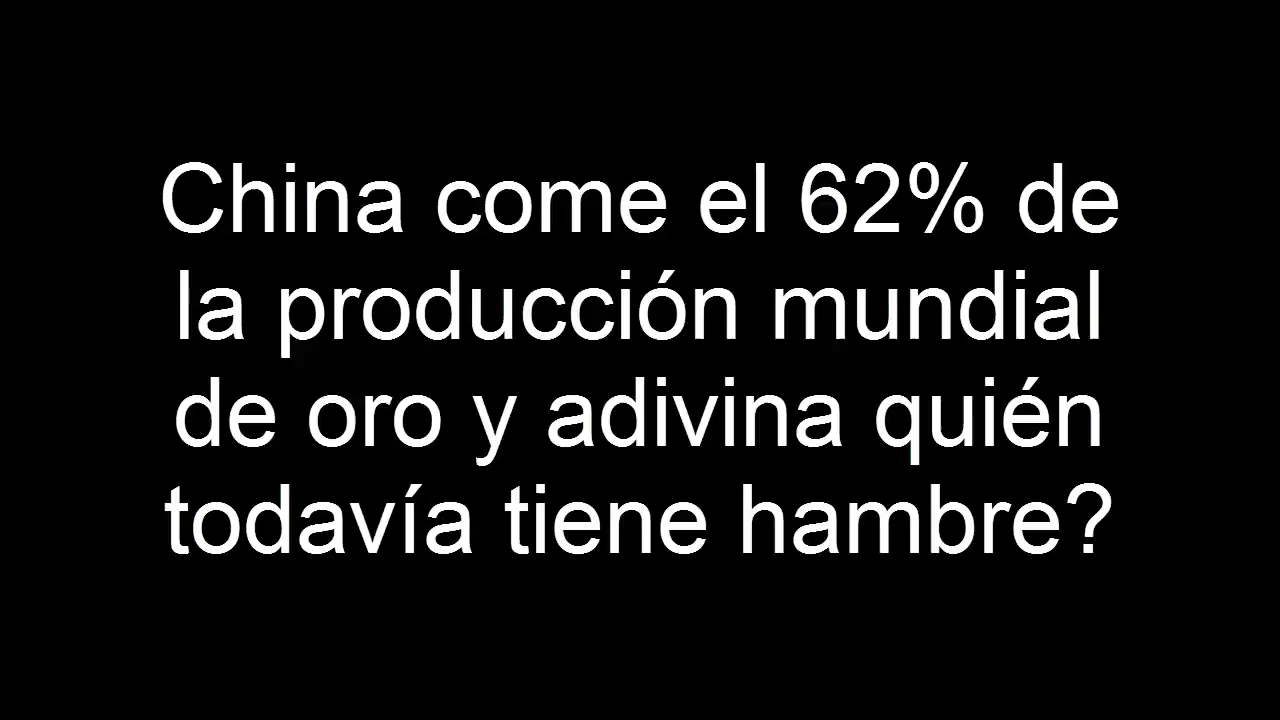 China come el 62% de
la producción mundial
de oro y adivina quién
todavía tiene hambre?